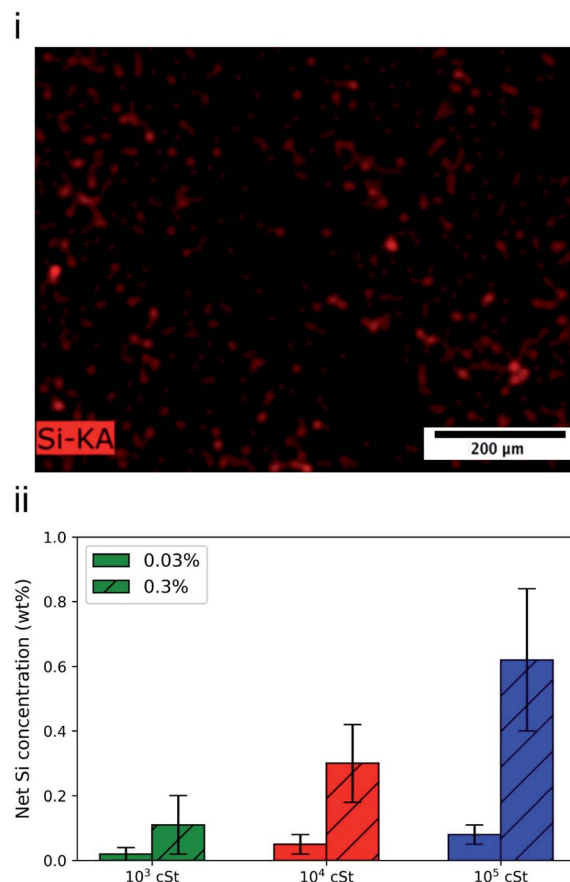 i
Si-KA
200 µm
ii
1.0
0.8
0.6
0.4
0.2
0.0
Net Si concentration (wt%)
0.03%
0.3%
10³ cSt
10⁴ cSt
10⁵ cSt